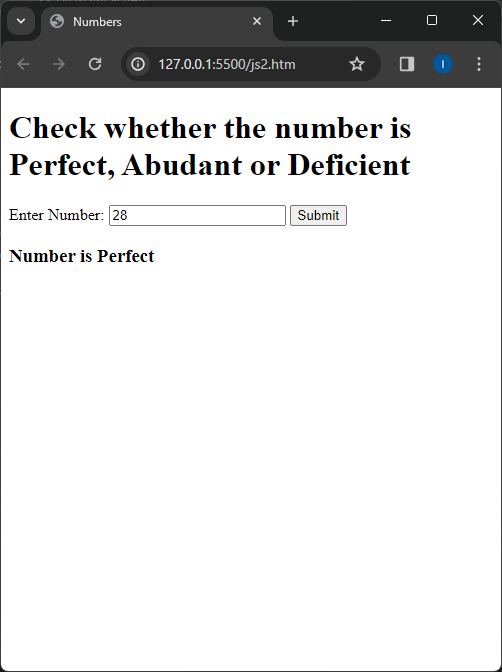 Numbers
127.0.0.1:5500/js2.htm
I
Check whether the number is
Perfect, Abudant or Deficient
Enter Number: 28 Submit
Number is Perfect